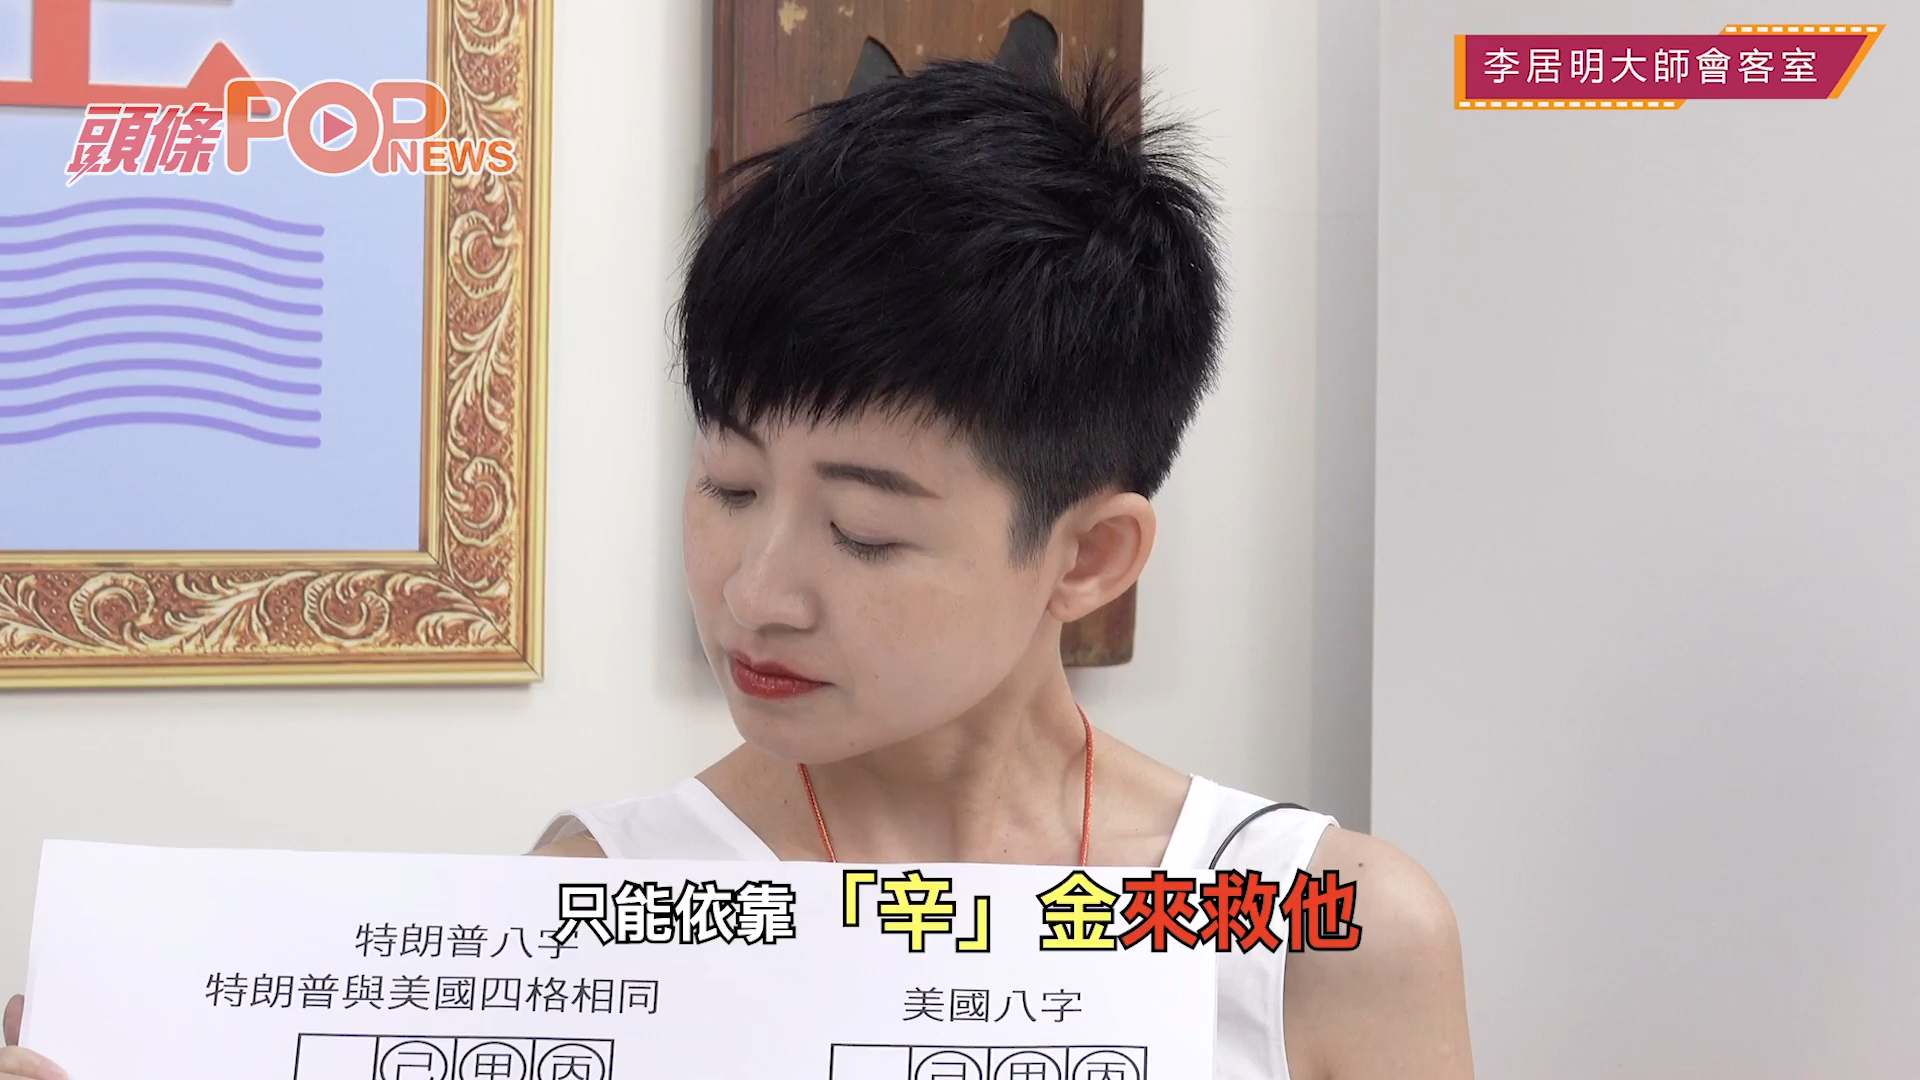 李居明大師會客室
頭條POP
NEWS
只能依靠「辛」金來救他
特朗普八字
特朗普與美國四格相同
美國八字
己甲丙
己甲丙